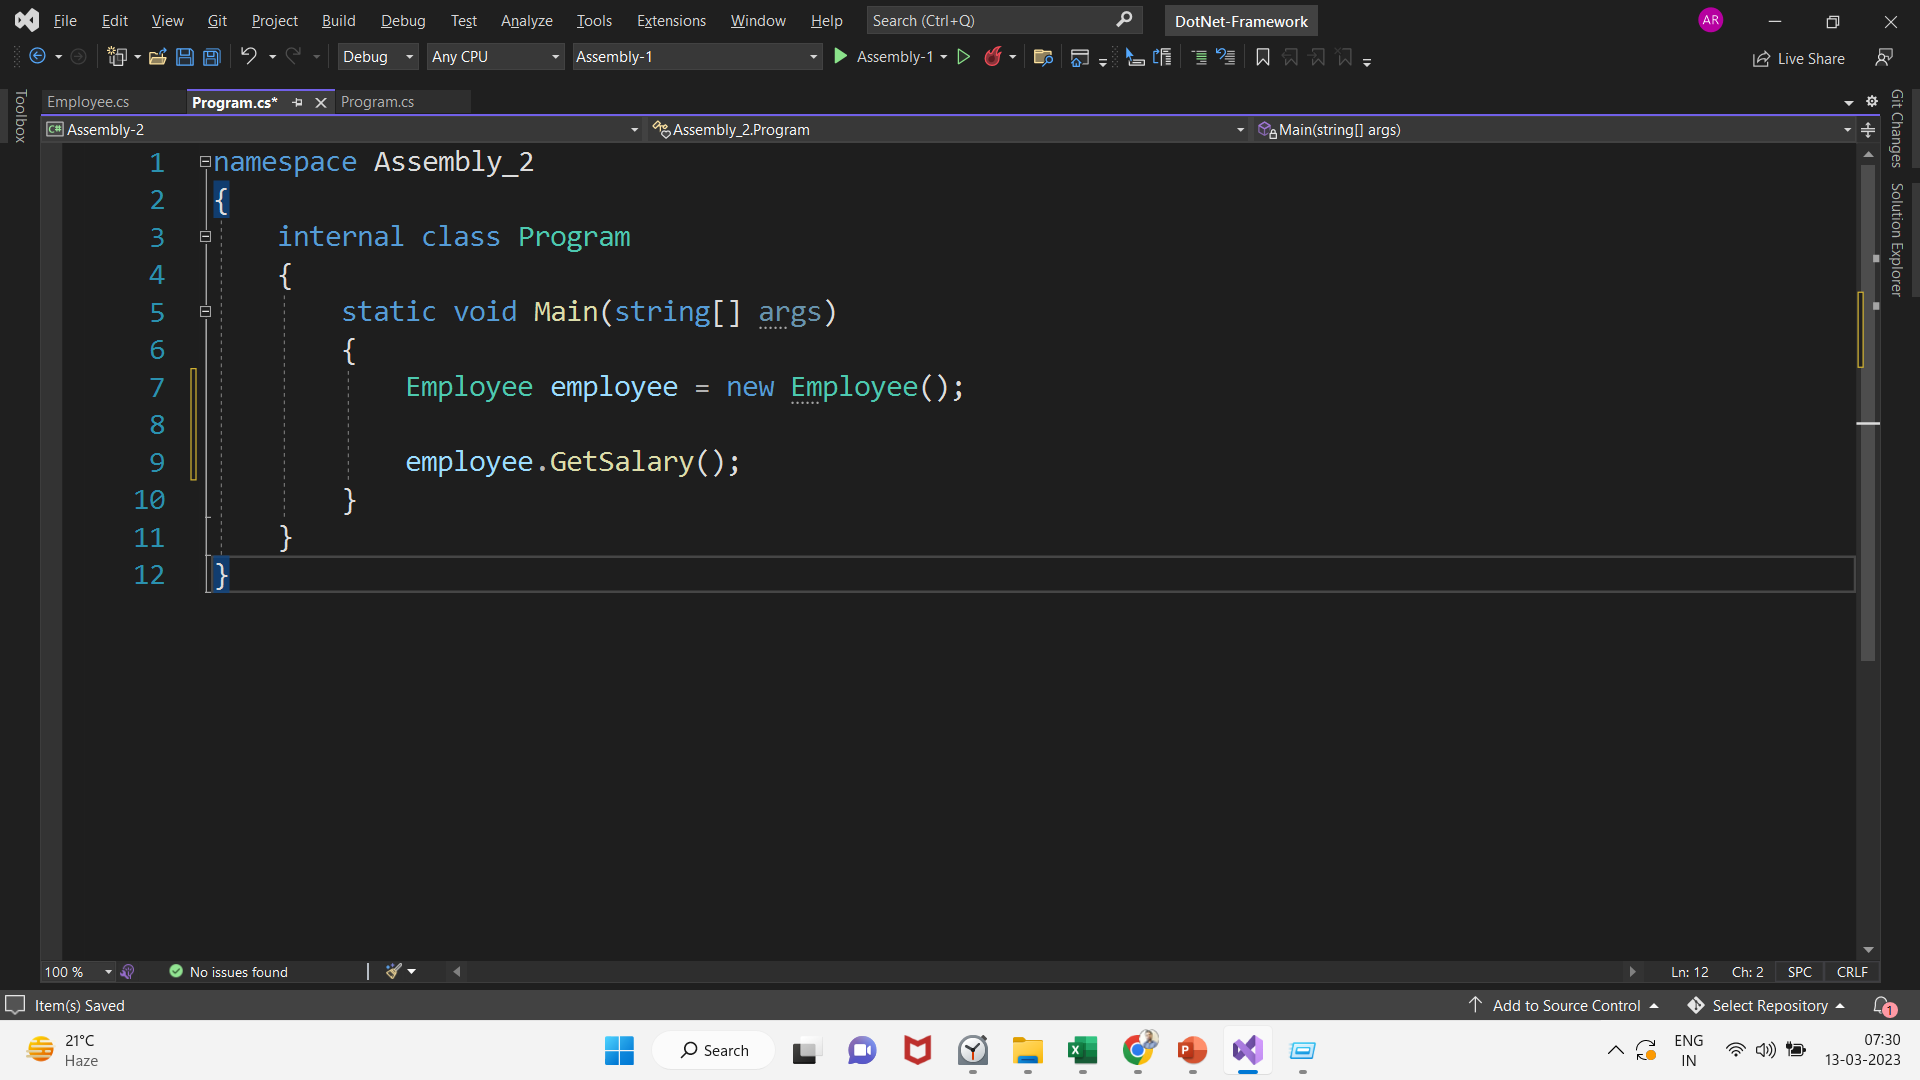 File Edit View Git Project Build Debug Test Analyze Tools Extensions Window Help Search (Ctrl+Q) DotNet-Framework AR
Debug Any CPU Assembly-1 Assembly-1 Live Share
Employee.cs Program.cs* Program.cs
Assembly-2 Assembly_2.Program Main(string[] args)
Toolbox
Git Changes
Solution Explorer
1 namespace Assembly_2
2 {
3 internal class Program
4 {
5 static void Main(string[] args)
6 {
7 Employee employee = new Employee();
8
9 employee.GetSalary();
10 }
11 }
12 }
100 % No issues found Ln: 12 Ch: 2 SPC CRLF
Item(s) Saved Add to Source Control Select Repository 1
21°C
Haze
Search
ENG
IN
07:30
13-03-2023